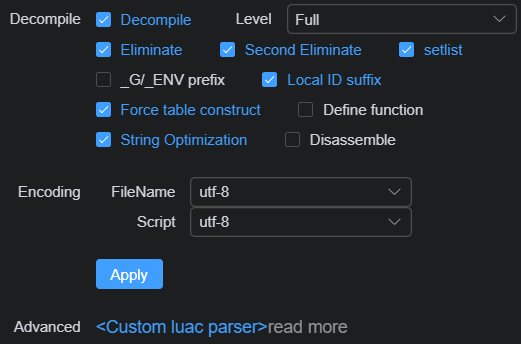 Decompile Decompile Level Full
Eliminate Second Eliminate setlist
_G/_ENV prefix Local ID suffix
Force table construct Define function
String Optimization Disassemble
Encoding FileName utf-8
Script utf-8
Apply
Advanced <Custom luac parser>read more